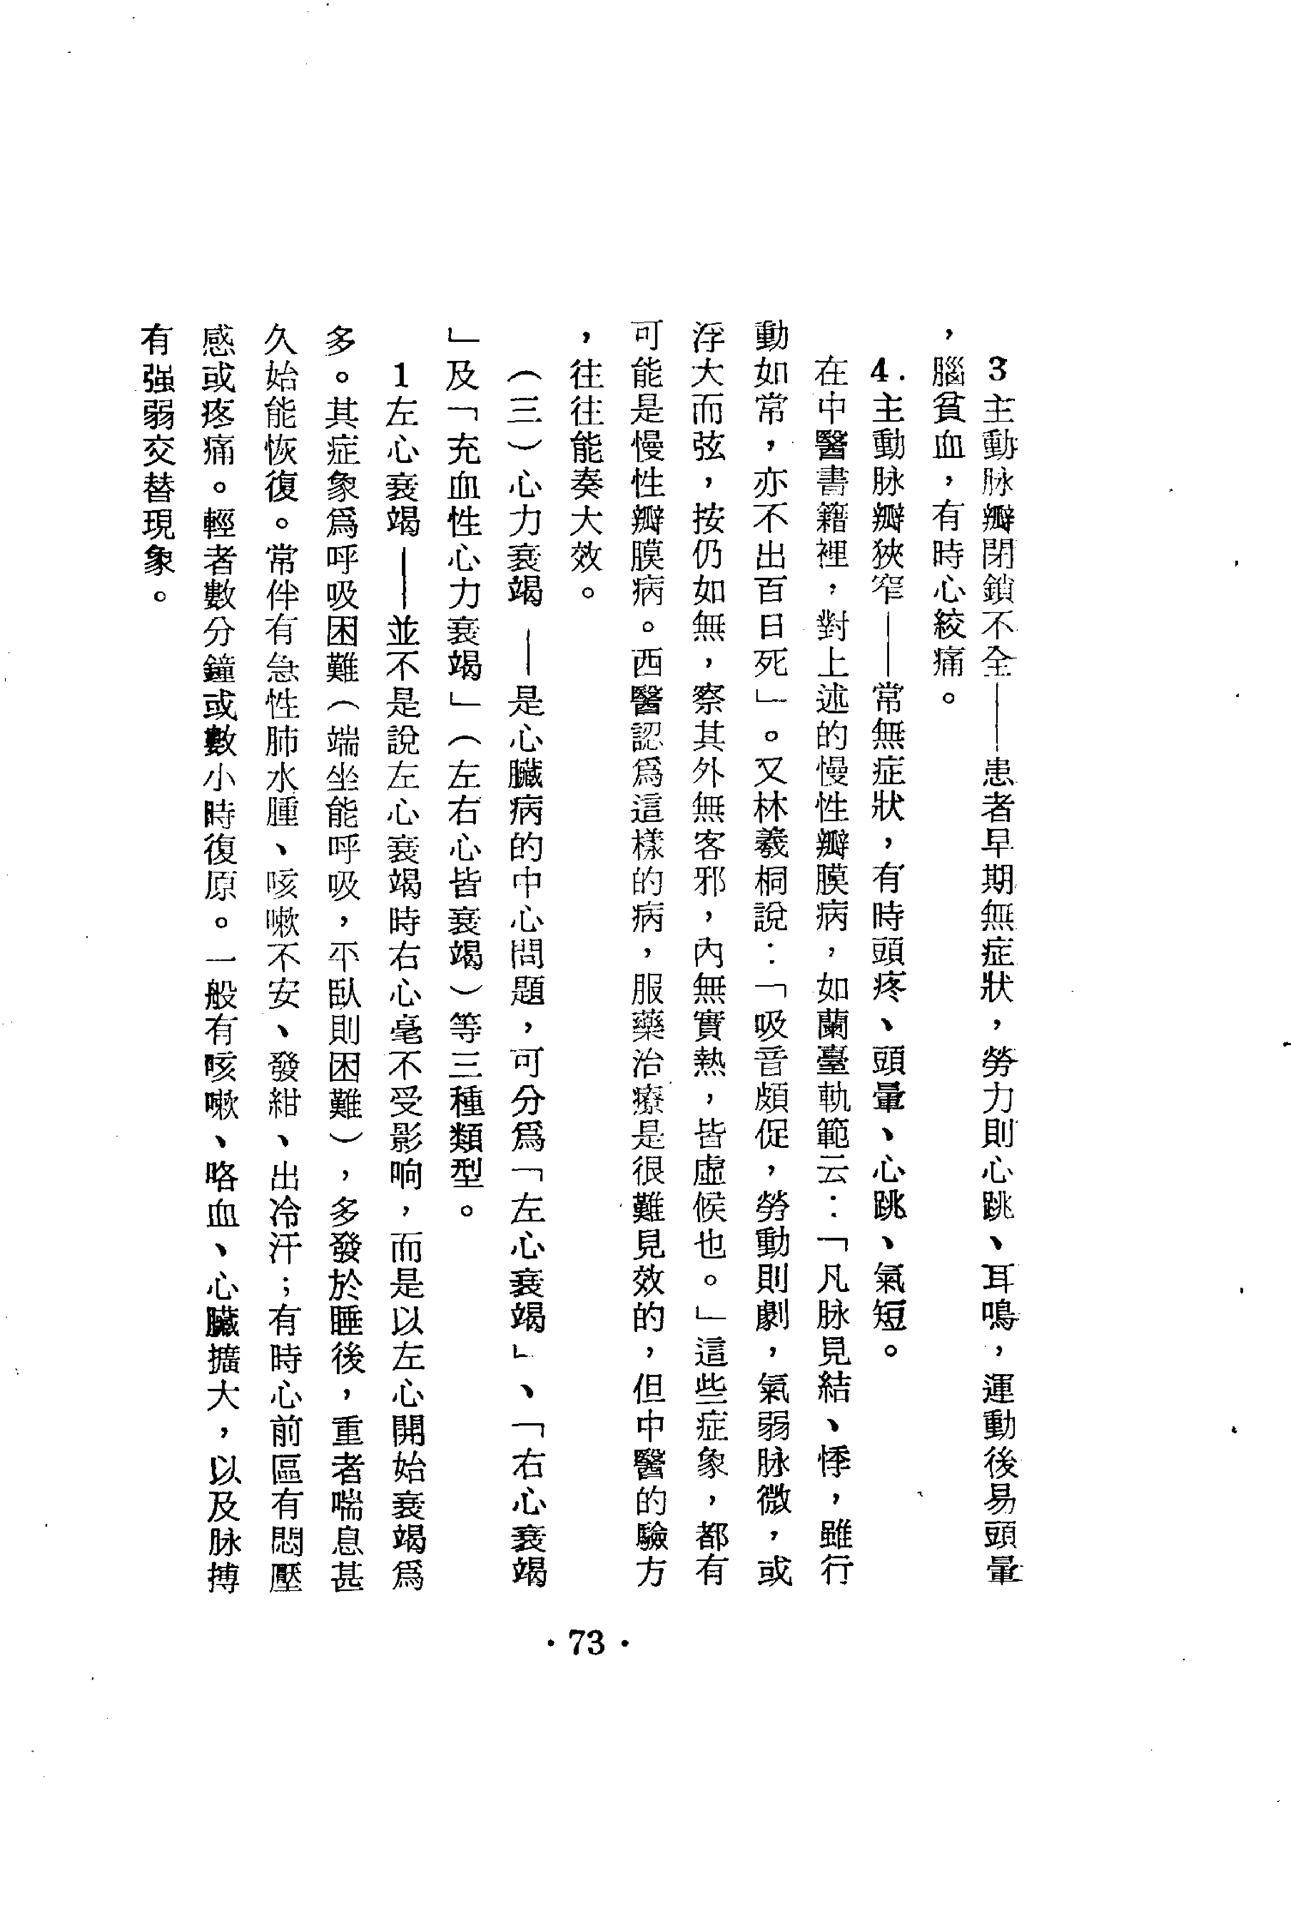 3主動脉瓣閉鎖不全——患者早期無症狀，勞力則心跳、耳鳴，運動後易頭暈
，腦貧血，有時心絞痛。
4.主動脉瓣狹窄——常無症狀，有時頭疼、頭暈、心跳、氣短。
在中醫書籍裡，對上述的慢性瓣膜病，如蘭臺軌範云：「凡脉見結、悸，雖行
動如常，亦不出百日死」。又林羲桐說：「吸音頗促，勞動則劇，氣弱脉微，或
浮大而弦，按仍如無，察其外無客邪，內無實熱，皆虛候也。」這些症象，都有
可能是慢性瓣膜病。西醫認爲這樣的病，服藥治療是很難見效的，但中醫的驗方
，往往能奏大效。
（三）心力衰竭——是心臟病的中心問題，可分爲「左心衰竭」、「右心衰竭
」及「充血性心力衰竭」（左右心皆衰竭）等三種類型。
1左心衰竭——並不是說左心衰竭時右心毫不受影响，而是以左心開始衰竭爲
多。其症象爲呼吸困難（端坐能呼吸，平臥則困難），多發於睡後，重者喘息甚
久始能恢復。常伴有急性肺水腫、咳嗽不安、發紺、出冷汗；有時心前區有悶壓
感或疼痛。輕者數分鐘或數小時復原。一般有咳嗽、咯血、心臟擴大，以及脉搏
有强弱交替現象。
·73·